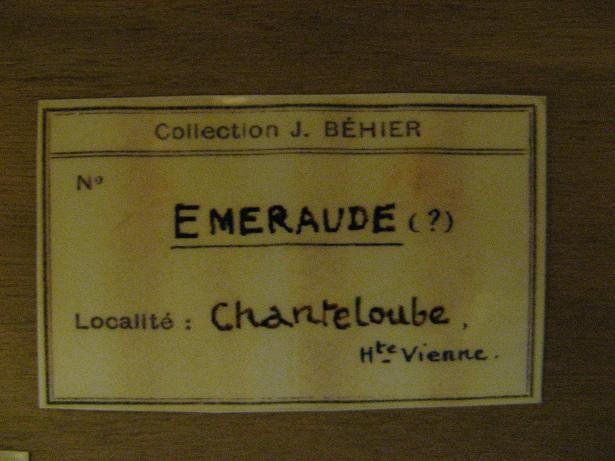 Collection J. BÉHIER
N°
EMERAUDE (?)
Localité : Chanteloube,
Hte Vienne.